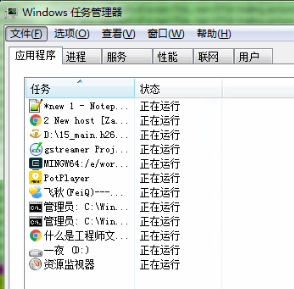 Windows 任务管理器
文件(F) 选项(O) 查看(V) 窗口(W) 帮助(H)
应用程序 进程 服务 性能 联网 用户
任务 状态
*new 1 - Notep... 正在运行
2 New host [Za... 正在运行
D:\15_main.h26... 正在运行
gstreamer Proj... 正在运行
MINGW64:/e/wor... 正在运行
PotPlayer 正在运行
飞秋(FeiQ)---... 正在运行
管理员: C:\Win... 正在运行
管理员: C:\Win... 正在运行
什么是工程师文... 正在运行
一夜 (D:) 正在运行
资源监视器 正在运行